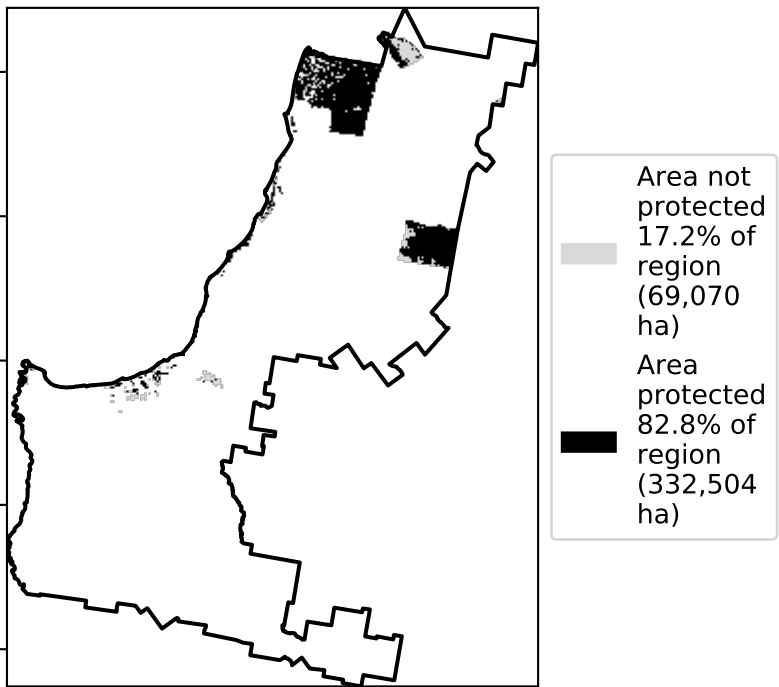 Area not
protected
17.2% of
region
(69,070
ha)
Area
protected
82.8% of
region
(332,504
ha)